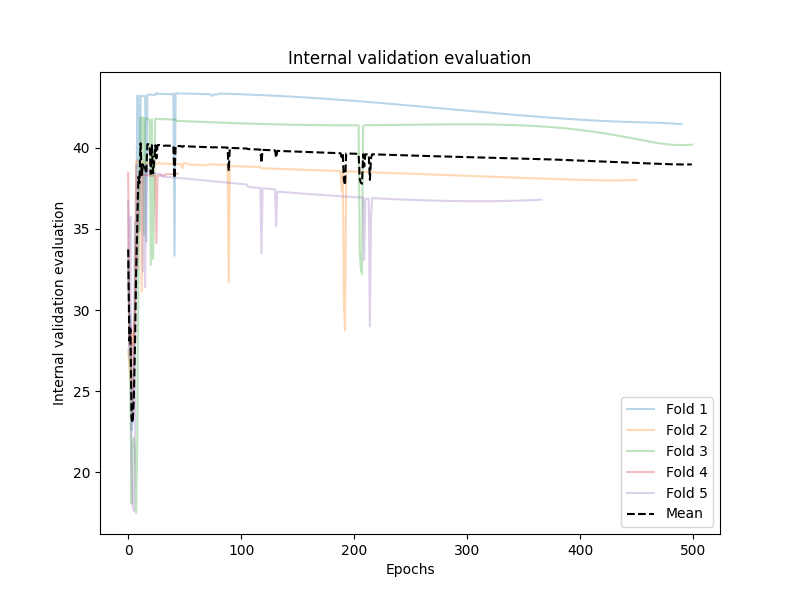 Internal validation evaluation
Internal validation evaluation
40
35
30
25
20
0
100
200
300
400
500
Epochs
Fold 1
Fold 2
Fold 3
Fold 4
Fold 5
Mean